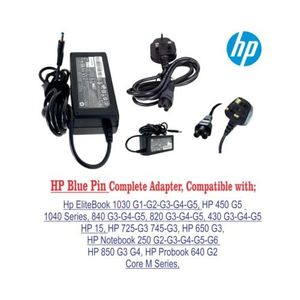 hp
HP Blue Pin Complete Adapter, Compatible with;
Hp EliteBook 1030 G1-G2-G3-G4-G5, HP 450 G5
1040 Series, 840 G3-G4-G5, 820 G3-G4-G5, 430 G3-G4-G5
HP 15, HP 725-G3 745-G3, HP 650 G3,
HP Notebook 250 G2-G3-G4-G5-G6
HP 850 G3 G4, HP Probook 640 G2
Core M Series,